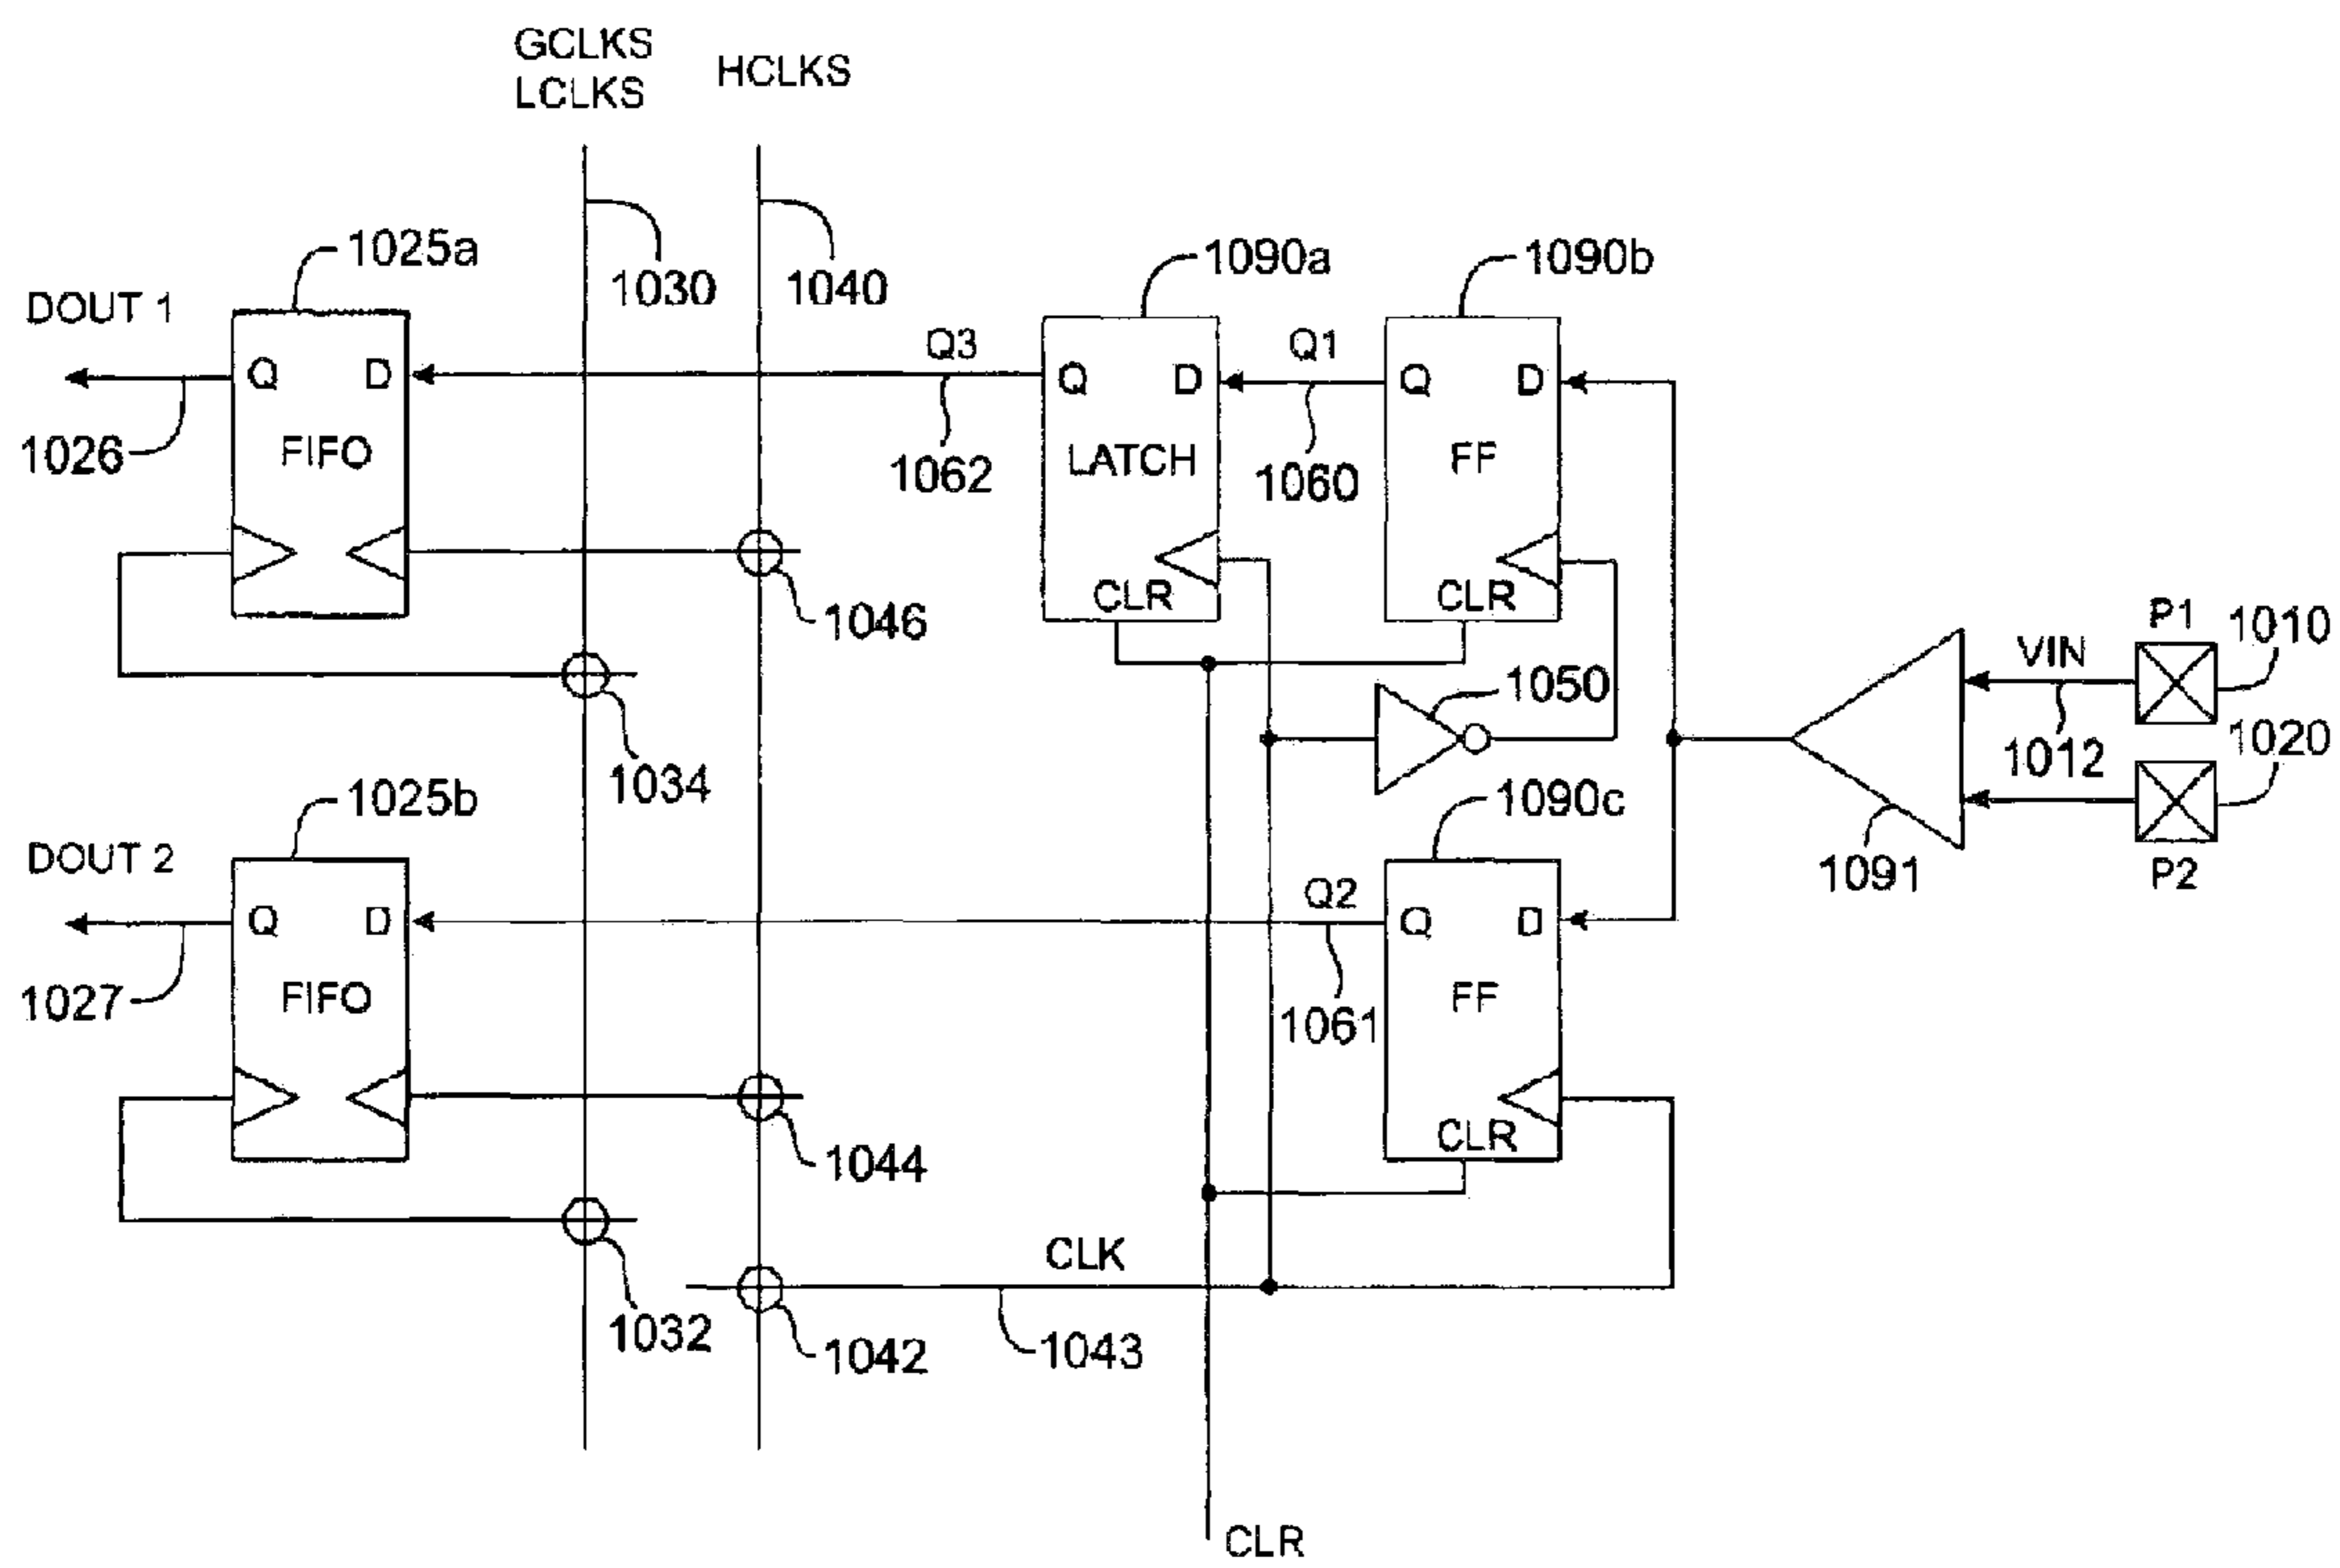 GCLKS
LCLKS
HCLKS
1030
1040
1025a
DOUT 1
Q D
FIFO
1026
1046
1034
1090a
1090b
Q3
1062
Q D
LATCH
CLR
Q1
1060
Q D
FF
CLR
1050
P1
1010
VIN
1012
1020
P2
1091
1025b
DOUT 2
Q D
FIFO
1027
1044
1032
1042
1090c
Q2
1061
Q D
FF
CLR
CLK
1043
CLR